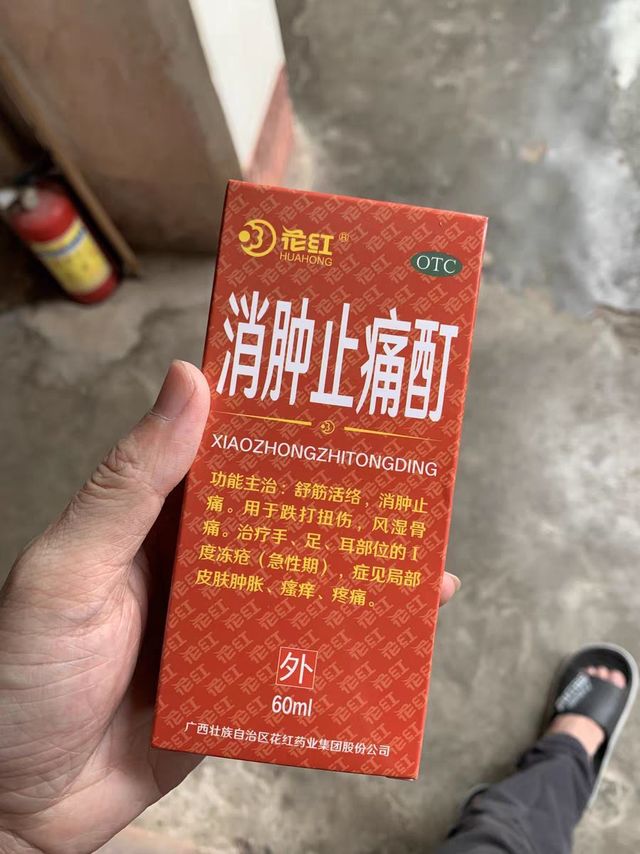 花红®
HUAHONG
OTC
消肿止痛酊
XIAOZHONGZHITONGDING
功能主治：舒筋活络，消肿止
痛。用于跌打扭伤，风湿骨
痛。治疗手、足、耳部位的Ⅰ
度冻疮（急性期），症见局部
皮肤肿胀、瘙痒、疼痛。
外
60ml
广西壮族自治区花红药业集团股份公司